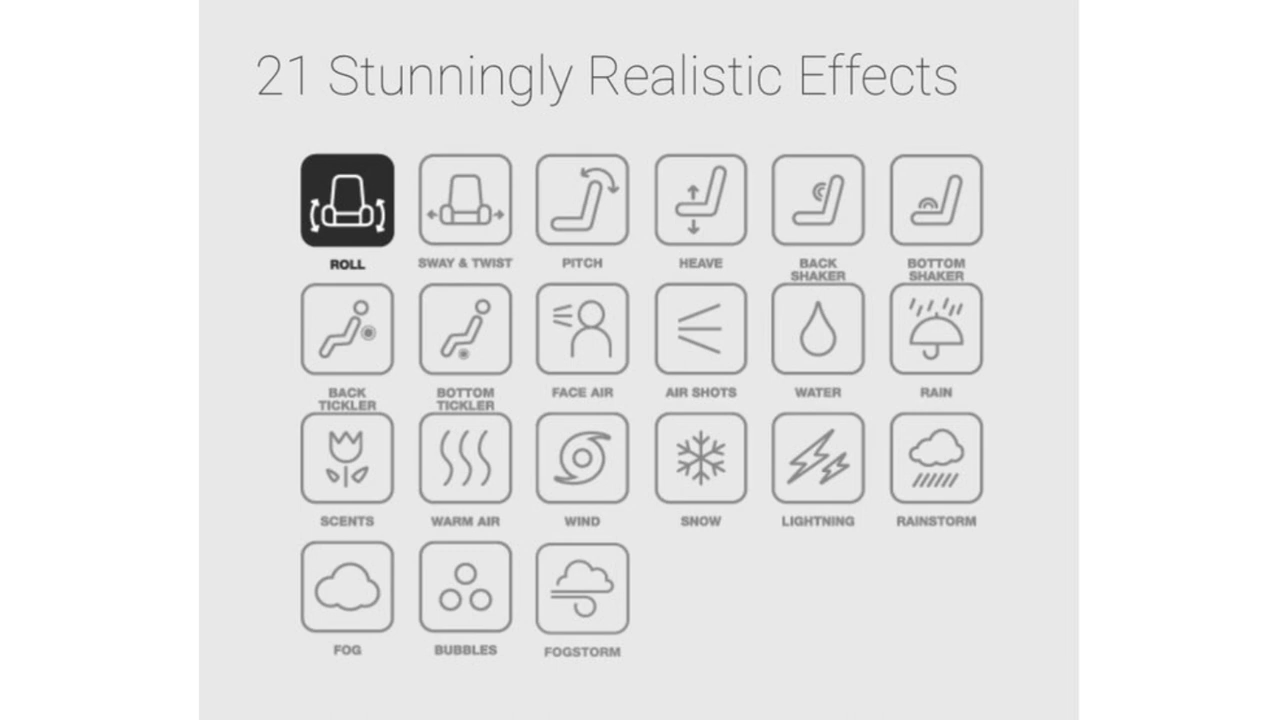 21 Stunningly Realistic Effects
ROLL
SWAY & TWIST
PITCH
HEAVE
BACK
SHAKER
BOTTOM
SHAKER
BACK
TICKLER
BOTTOM
TICKLER
FACE AIR
AIR SHOTS
WATER
RAIN
SCENTS
WARM AIR
WIND
SNOW
LIGHTNING
RAINSTORM
FOG
BUBBLES
FOGSTORM